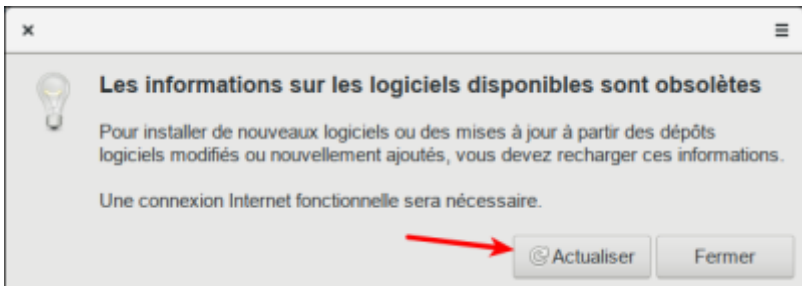 Les informations sur les logiciels disponibles sont obsolètes
Pour installer de nouveaux logiciels ou des mises à jour à partir des dépôts
logiciels modifiés ou nouvellement ajoutés, vous devez recharger ces informations.
Une connexion Internet fonctionnelle sera nécessaire.
Actualiser Fermer